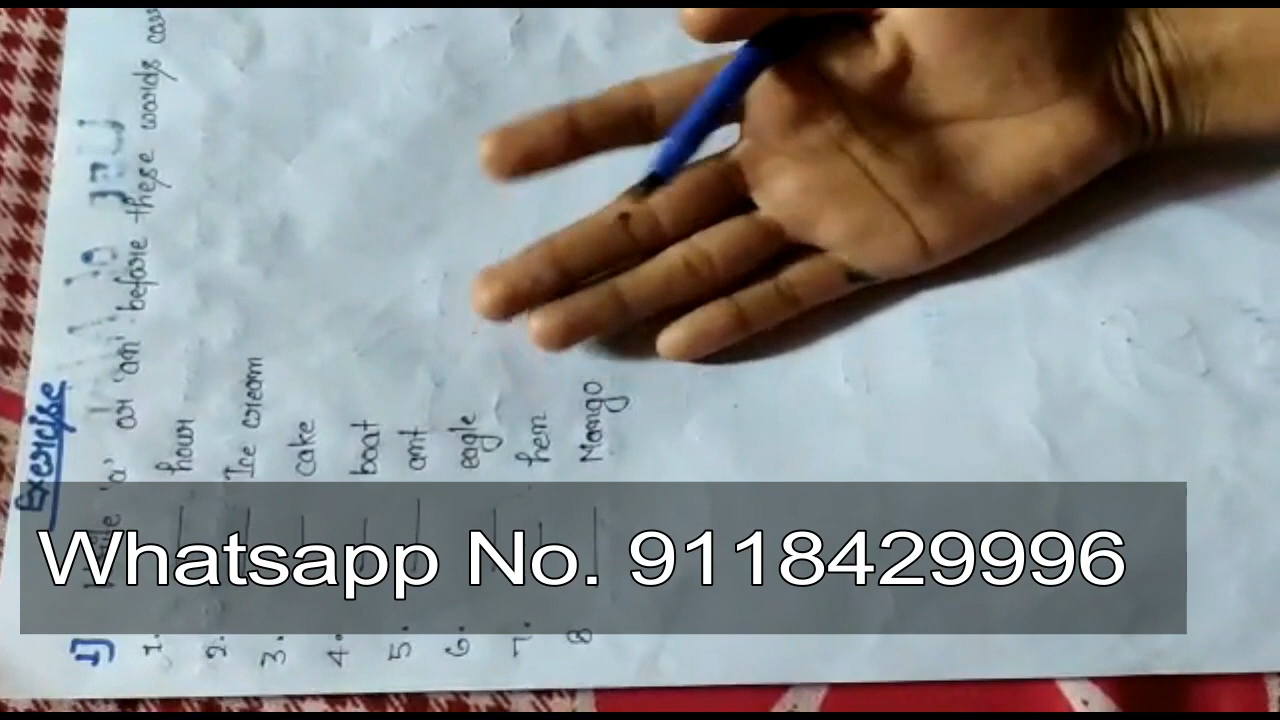 Exercise
1] 'a' or 'an' before these words
1. ___ hour
2. ___ Ice cream
3. ___ cake
4. ___ boat
5. ___ ant
6. ___ eagle
7. ___ hen
8 ___ Mango
Whatsapp No. 9118429996